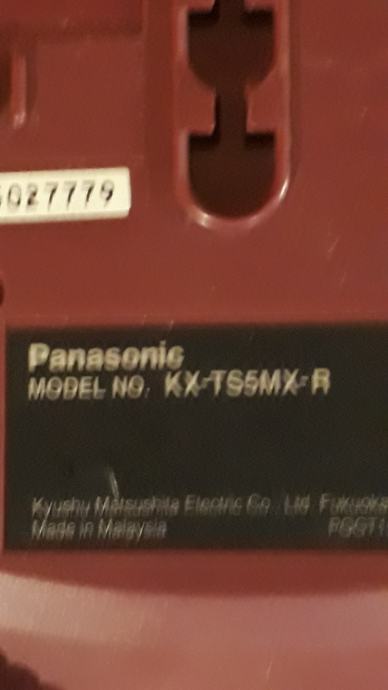 027779
Panasonic
MODEL NO. KX-TS5MX-R
Kyushu Matsushita Electric Co., Ltd. Fukuoka
Made in Malaysia